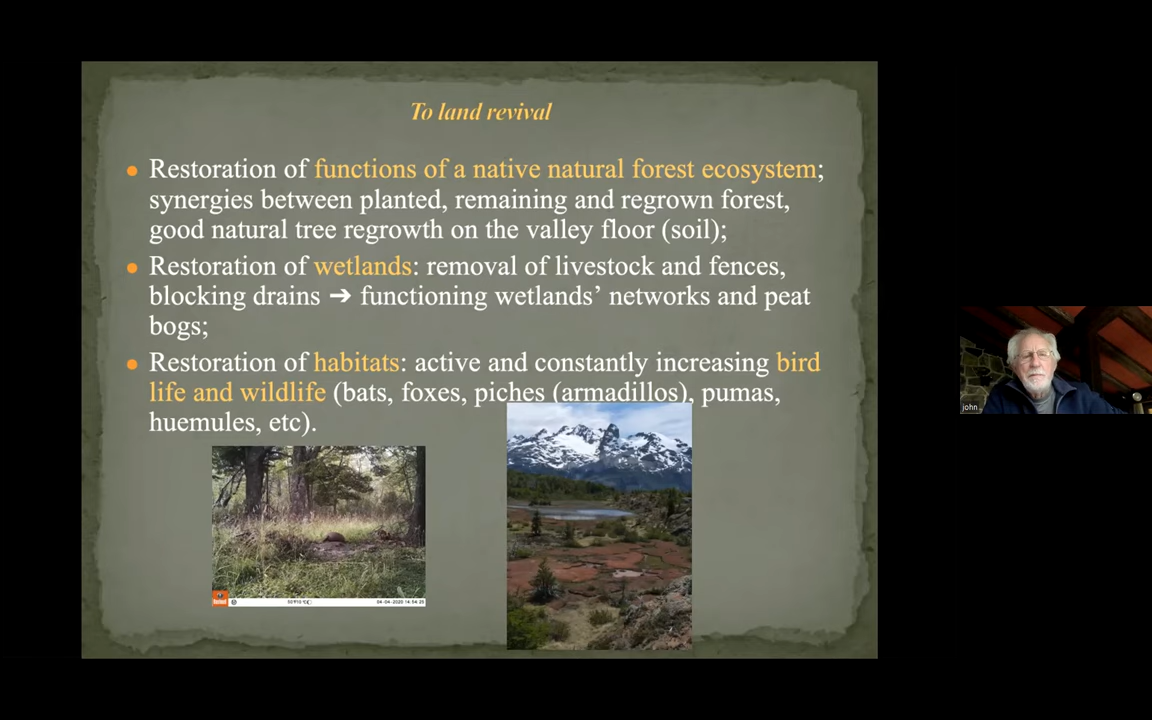 To land revival
• Restoration of functions of a native natural forest ecosystem;
synergies between planted, remaining and regrown forest,
good natural tree regrowth on the valley floor (soil);
• Restoration of wetlands: removal of livestock and fences,
blocking drains ➔ functioning wetlands’ networks and peat
bogs;
• Restoration of habitats: active and constantly increasing bird
life and wildlife (bats, foxes, piches (armadillos), pumas,
huemules, etc).
john